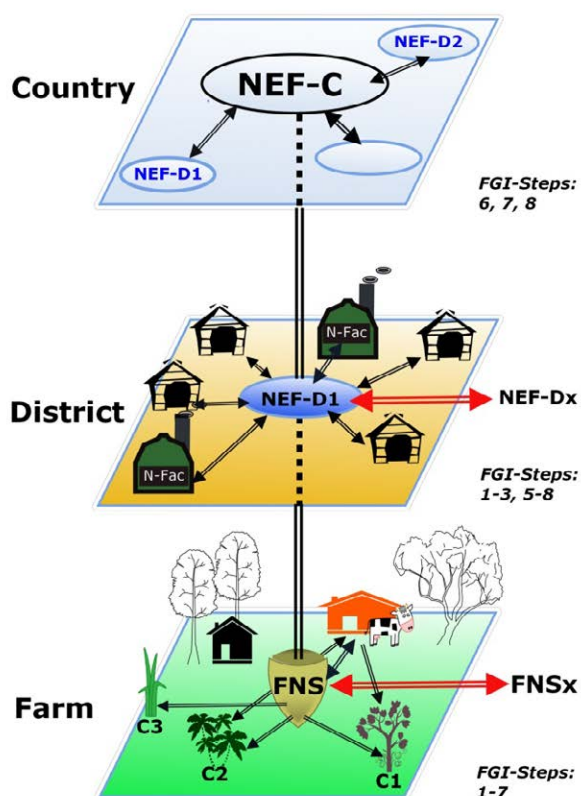 NEF-D2
Country
NEF-C
NEF-D1
FGI-Steps:
6, 7, 8
N-Fac
District
NEF-D1
NEF-Dx
N-Fac
FGI-Steps:
1-3, 5-8
Farm
FNS
FNSx
C3
C2
C1
FGI-Steps:
1-7